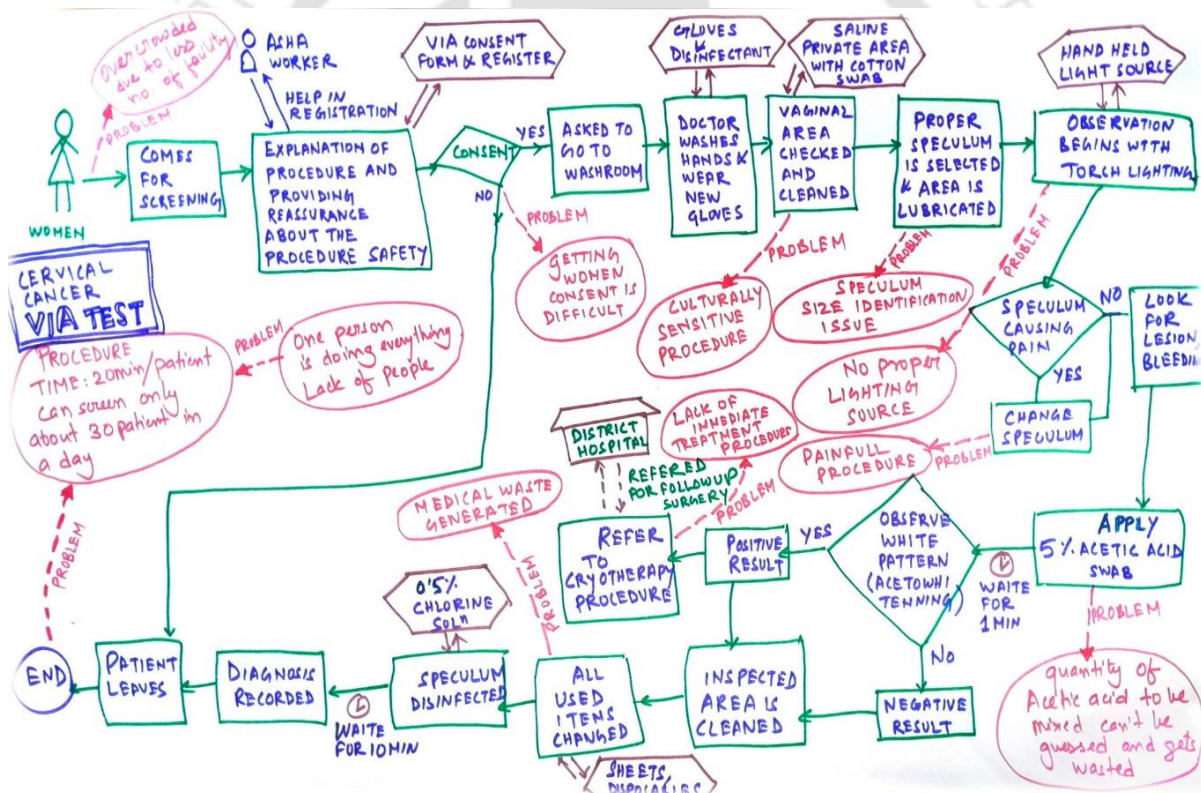 overcrowded
due to less
no. of facility
PROBLEM
WOMEN
COMES
FOR
SCREENING
ASHA
WORKER
HELP IN
REGISTRATION
VIA CONSENT
FORM & REGISTER
EXPLANATION OF
PROCEDURE AND
PROVIDING
REASSURANCE
ABOUT THE
PROCEDURE SAFETY
CONSENT
YES
NO
PROBLEM
GETTING
WOMEN
CONSENT IS
DIFFICULT
ASKED TO
GO TO
WASHROOM
GLOVES
&
DISINFECTANT
DOCTOR
WASHES
HANDS &
WEAR
NEW
GLOVES
SALINE
PRIVATE AREA
WITH COTTON
SWAB
VAGINAL
AREA
CHECKED
AND
CLEANED
PROBLEM
CULTURALLY
SENSITIVE
PROCEDURE
PROPER
SPECULUM
IS SELECTED
& AREA IS
LUBRICATED
PROBLEM
SPECULUM
SIZE IDENTIFICATION
ISSUE
HAND HELD
LIGHT SOURCE
OBSERVATION
BEGINS WITH
TORCH LIGHTING
PROBLEM
NO proper
LIGHTING
SOURCE
SPECULUM
CAUSING
PAIN
NO
YES
CHANGE
SPECULUM
PROBLEM
PAINFULL
PROCEDURE
LOOK
FOR
LESION,
APPLY
5% ACETIC ACID
SWAB
PROBLEM
quantity of
Acetic acid to be
mixed can't be
guessed and gets
wasted
WAITE
FOR
1 MIN
OBSERVE
WHITE
PATTERN
(ACETOWHI
TENNING)
YES
NO
POSITIVE
RESULT
NEGATIVE
RESULT
REFER
TO
CRYOTHERAPY
PROCEDURE
DISTRICT
HOSPITAL
REFERED
FOR FOLLOWUP
SURGERY
PROBLEM
LACK OF
IMMEDIATE
TREATMENT PROCEDURE
INSPECTED
AREA IS
CLEANED
ALL
USED
ITENS
CHANGED
SHEETS,
PROBLEM
MEDICAL WASTE
GENERATED
0'5%
CHLORINE
SOLⁿ
SPECULUM
DISINFECTED
WAITE
FOR 10 MIN
DIAGNOSIS
RECORDED
PATIENT
LEAVES
END
PROBLEM
CERVICAL
CANCER
VIA TEST
PROCEDURE
TIME: 20min/patient
can screen only
about 30 patient in
a day
PROBLEM
One person
is doing everything
Lack of people